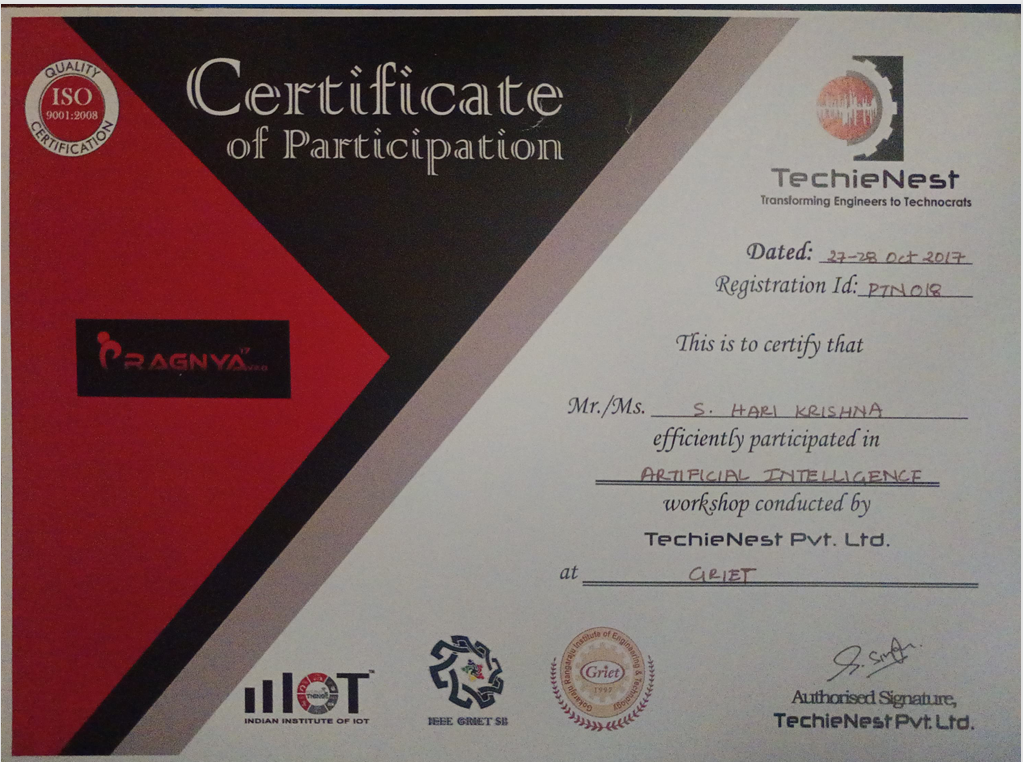 QUALITY
ISO
9001:2008
CERTIFICATION
Certificate
of Participation
TechieNest
Transforming Engineers to Technocrats
Dated: 27-28 Oct 2017
Registration Id: PTN018
PRAGNYA
This is to certify that
Mr./Ms. S. HARI KRISHNA
efficiently participated in
ARTIFICIAL INTELLIGENCE
workshop conducted by
TechieNest Pvt. Ltd.
at GRIET
IIIOT™
INDIAN INSTITUTE OF IOT
IEEE GRIET SB
Gokaraju Rangaraju Institute of Engineering & Technology
Griet
1997
S. Singh
Authorised Signature,
TechieNest Pvt. Ltd.